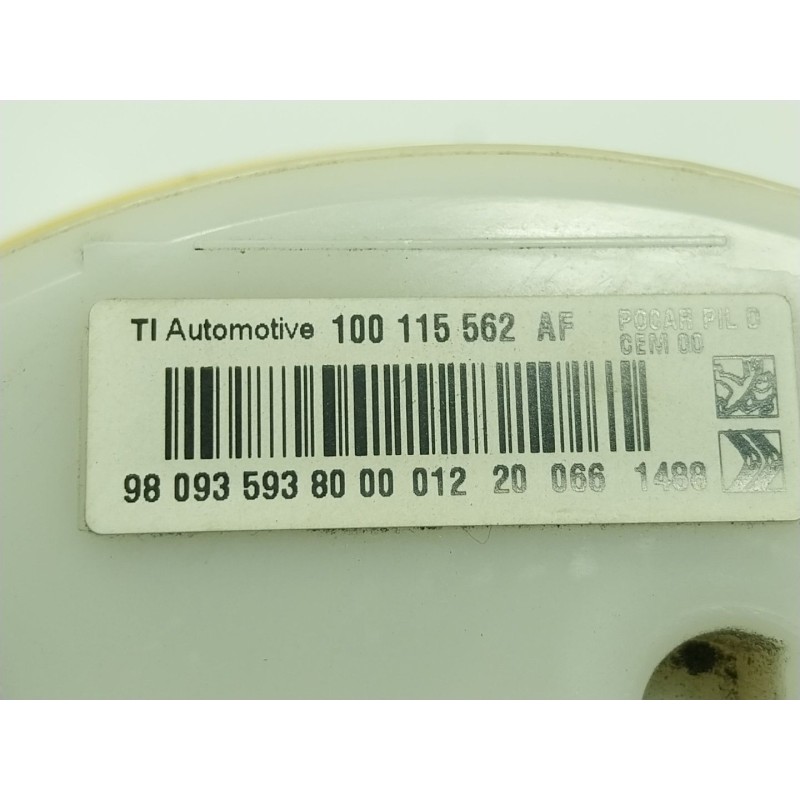 TI Automotive 100 115 562 AF
POCAR PIL D
CEM 00
98 093 593 80 00 012 20 066 1488